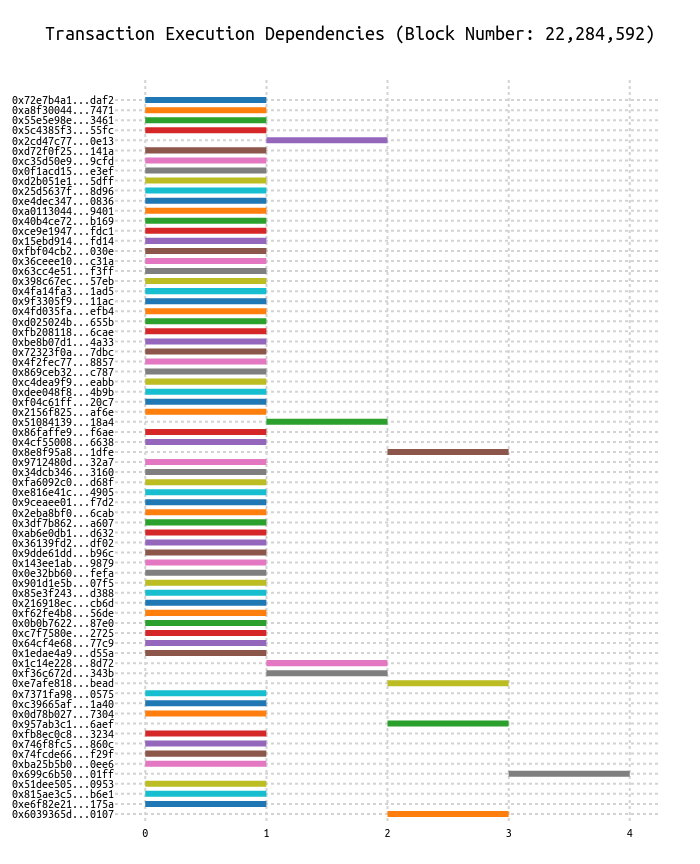 Transaction Execution Dependencies (Block Number: 22,284,592)
0x72e7b4a1...daf2
0xa8f30044...7471
0x55e5e98e...3461
0x5c4385f3...55fc
0x2cd47c77...0e13
0xd72f0f25...141a
0xc35d50e9...9cfd
0x0f1acd15...e3ef
0xd2b051e1...5dff
0x25d5637f...8d96
0xe4dec347...0836
0xa0113044...9401
0x40b4ce72...b169
0xce9e1947...fdc1
0x15ebd914...fd14
0xfbf04cb2...030e
0x36ceee10...c31a
0x63cc4e51...f3ff
0x398c67ec...57eb
0x4fa14fa3...1ad5
0x9f3305f9...11ac
0x4fd035fa...efb4
0xd025024b...655b
0xfb208118...6cae
0xbe8b07d1...4a33
0x72323f0a...7dbc
0x4f2fec77...8857
0x869ceb32...c787
0xc4dea9f9...eabb
0xdee048f8...4b9b
0xf04c61ff...20c7
0x2156f825...af6e
0x51084139...18a4
0x86faffe9...f6ae
0x4cf55008...6638
0x8e8f95a8...1dfe
0x9712480d...32a7
0x34dcb346...3160
0xfa6092c0...d68f
0xe816e41c...4905
0x9ceaee01...f7d2
0x2eba8bf0...6cab
0x3df7b862...a607
0xab6e0db1...d632
0x36139fd2...df02
0x9dde61dd...b96c
0x143ee1ab...9879
0x0e32bb60...fefa
0x901d1e5b...07f5
0x85e3f243...d388
0x216918ec...cb6d
0xf62fe4b8...56de
0x0b0b7622...87e0
0xc7f7580e...2725
0x64cf4e68...77c9
0x1edae4a9...d55a
0x1c14e228...8d72
0xf36c672d...343b
0xe7afe818...bead
0x7371fa98...0575
0xc39665af...1a40
0x0d78b027...7304
0x957ab3c1...6aef
0xfb8ec0c8...3234
0x746f8fc5...860c
0x74fcde66...f29f
0xba25b5b0...0ee6
0x699c6b50...01ff
0x51dee505...0953
0x815ae3c5...b6e1
0xe6f82e21...175a
0x6039365d...0107
0 1 2 3 4